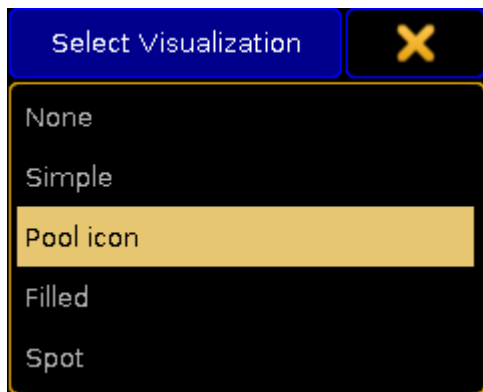 Select Visualization
None
Simple
Pool icon
Filled
Spot